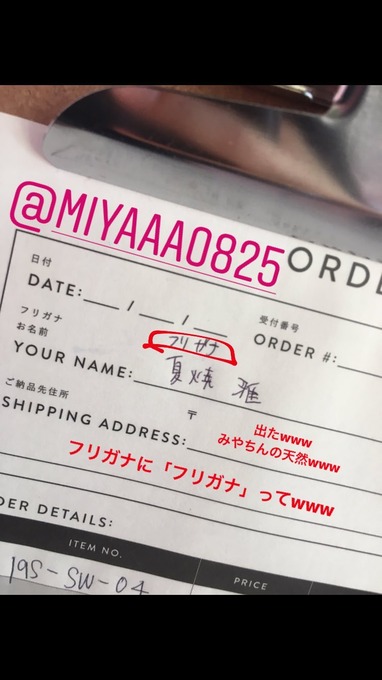 @MIYAAA0825
ORDE
日付
DATE: / /
受付番号
ORDER #:
フリガナ
フリガナ
お名前
YOUR NAME: 夏焼 雅
ご納品先住所
〒
SHIPPING ADDRESS:
出たwww
みやちんの天然www
フリガナに「フリガナ」ってwww
DER DETAILS:
ITEM NO.
PRICE
19S-SW-04